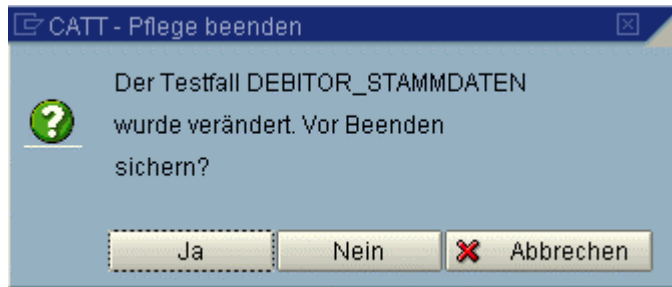 CATT - Pflege beenden
Der Testfall DEBITOR_STAMMDATEN
wurde verändert. Vor Beenden
sichern?
Ja Nein Abbrechen